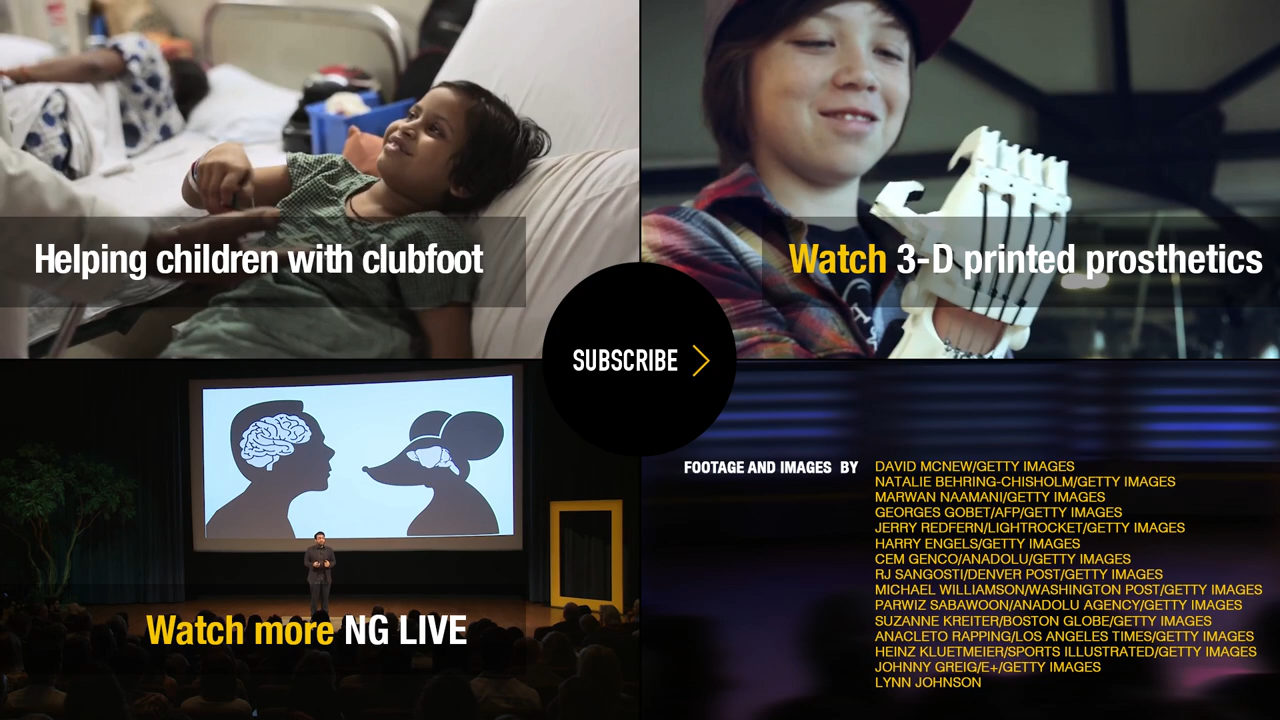 Helping children with clubfoot
Watch 3-D printed prosthetics
SUBSCRIBE
Watch more NG LIVE
FOOTAGE AND IMAGES BY
DAVID MCNEW/GETTY IMAGES
NATALIE BEHRING-CHISHOLM/GETTY IMAGES
MARWAN NAAMANI/GETTY IMAGES
GEORGES GOBET/AFP/GETTY IMAGES
JERRY REDFERN/LIGHTROCKET/GETTY IMAGES
HARRY ENGELS/GETTY IMAGES
CEM GENCO/ANADOLU/GETTY IMAGES
RJ SANGOSTI/DENVER POST/GETTY IMAGES
MICHAEL WILLIAMSON/WASHINGTON POST/GETTY IMAGES
PARWIZ SABAWOON/ANADOLU AGENCY/GETTY IMAGES
SUZANNE KREITER/BOSTON GLOBE/GETTY IMAGES
ANACLETO RAPPING/LOS ANGELES TIMES/GETTY IMAGES
HEINZ KLUETMEIER/SPORTS ILLUSTRATED/GETTY IMAGES
JOHNNY GREIG/E+/GETTY IMAGES
LYNN JOHNSON